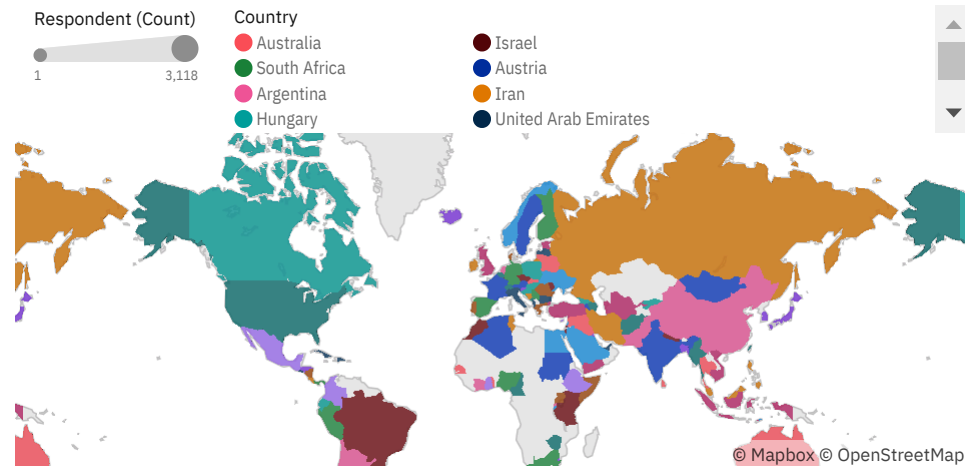 Respondent (Count)
1 3,118
Country
Australia
South Africa
Argentina
Hungary
Israel
Austria
Iran
United Arab Emirates
© Mapbox © OpenStreetMap